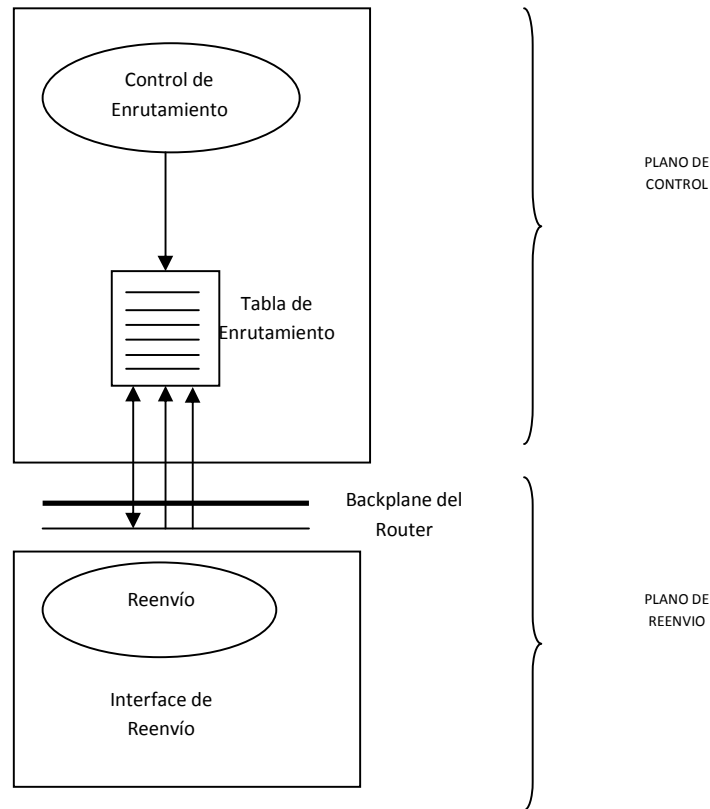 Control de
Enrutamiento
PLANO DE
CONTROL
Tabla de
Enrutamiento
Backplane del
Router
Reenvío
PLANO DE
REENVIO
Interface de
Reenvío